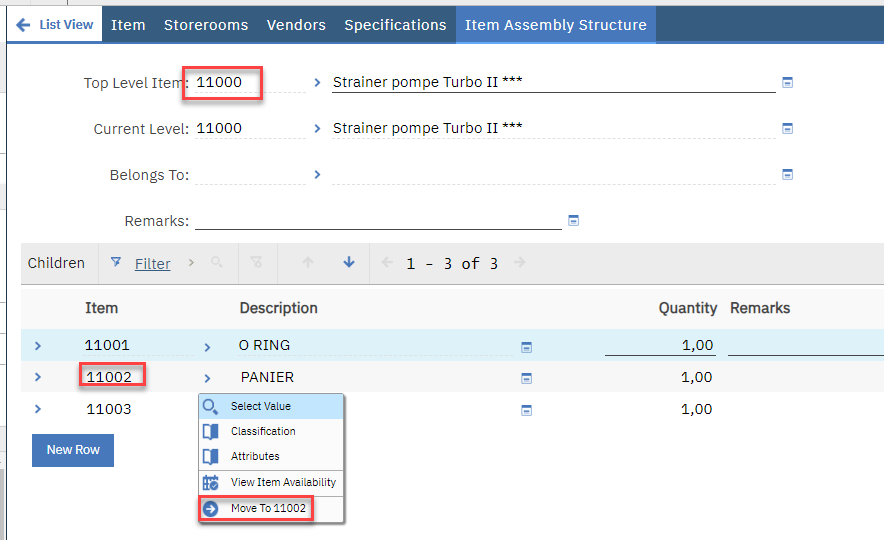 List View Item Storerooms Vendors Specifications Item Assembly Structure
Top Level Item: 11000 Strainer pompe Turbo II ***
Current Level: 11000 Strainer pompe Turbo II ***
Belongs To:
Remarks:
Children Filter 1 - 3 of 3
Item Description Quantity Remarks
11001 O RING 1,00
11002 PANIER 1,00
11003 1,00
Select Value
Classification
Attributes
View Item Availability
Move To 11002
New Row